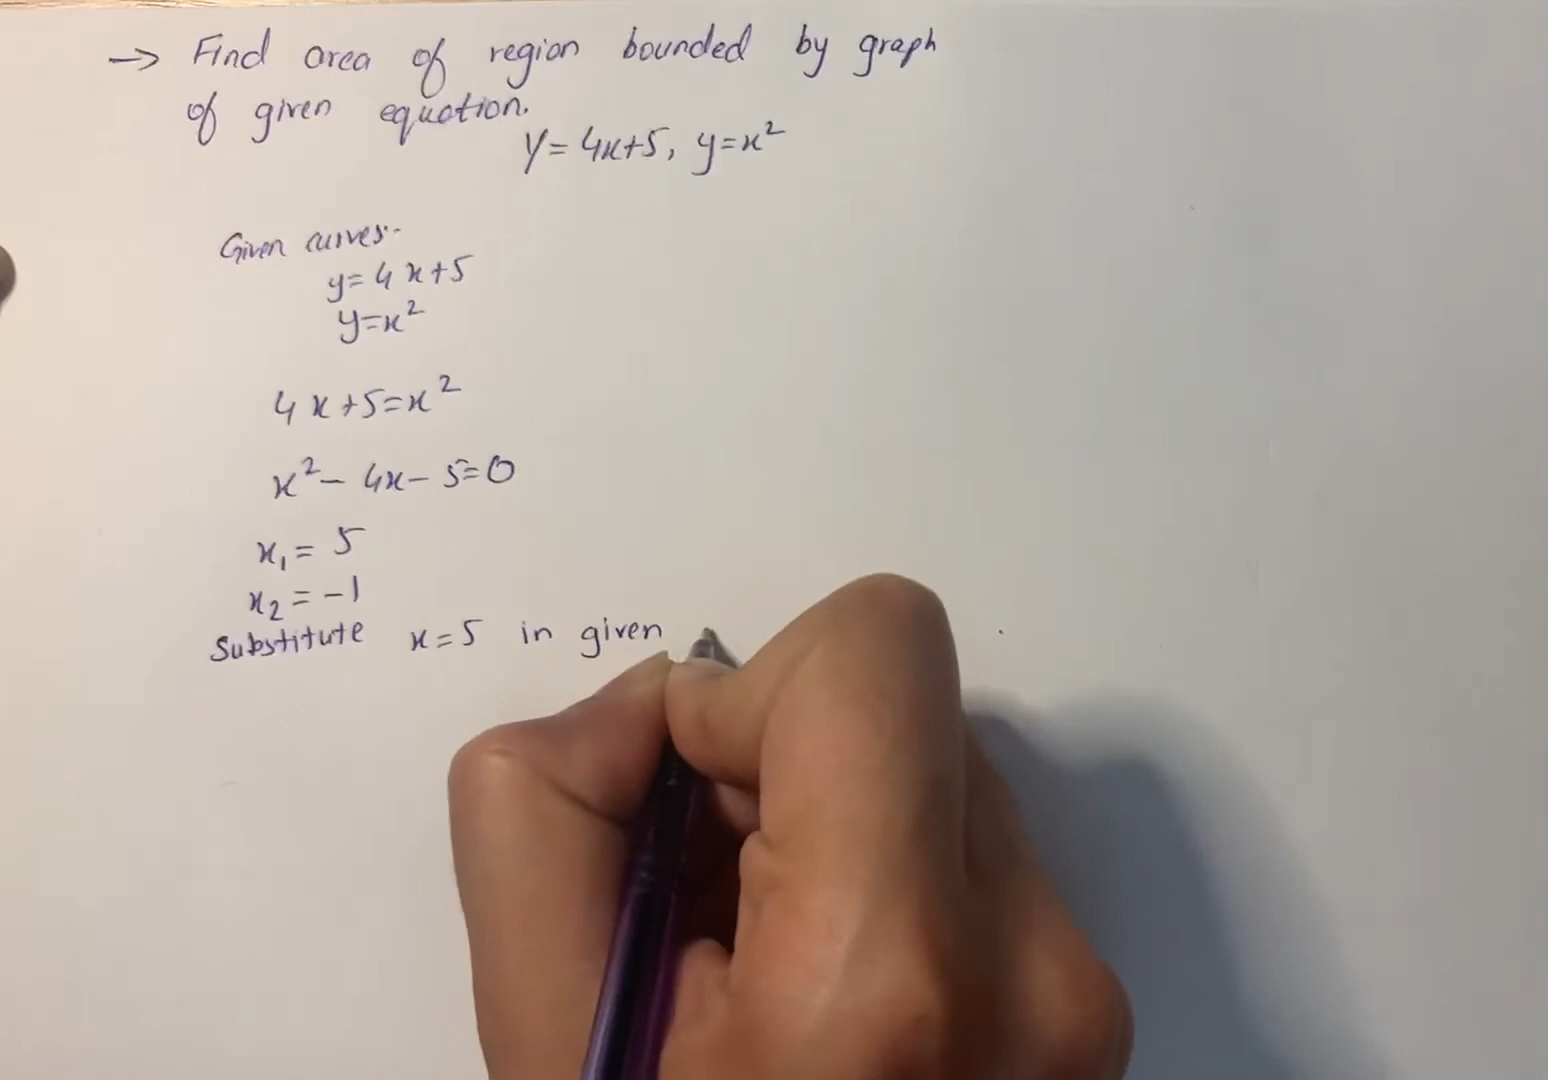 → Find area of region bounded by graph
of given equation.
y=4x+5, y=x²
Given curves:-
y=4x+5
y=x²
4x+5=x²
x²-4x-5=0
x₁=5
x₂=-1
Substitute x=5 in given